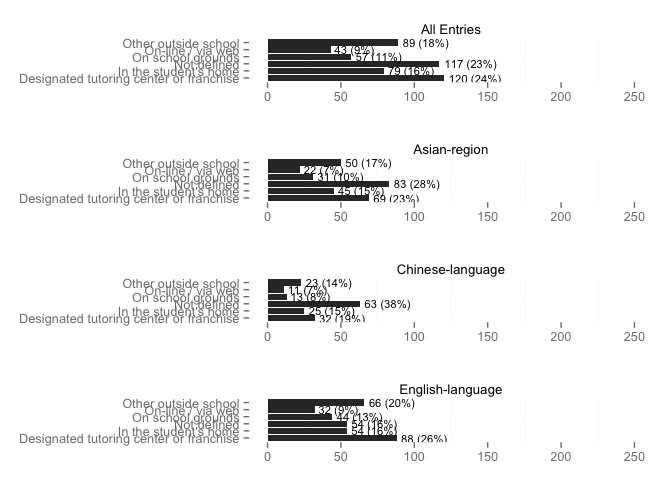 All Entries
Other outside school 89 (18%)
On-line / via web 43 (9%)
On school grounds 57 (11%)
Not defined 117 (23%)
In the student's home 79 (16%)
Designated tutoring center or franchise 120 (24%)
0 50 100 150 200 250
Asian-region
Other outside school 50 (17%)
On-line / via web 22 (7%)
On school grounds 31 (10%)
Not defined 83 (28%)
In the student's home 45 (15%)
Designated tutoring center or franchise 69 (23%)
0 50 100 150 200 250
Chinese-language
Other outside school 23 (14%)
On-line / via web 11 (7%)
On school grounds 13 (8%)
Not defined 63 (38%)
In the student's home 25 (15%)
Designated tutoring center or franchise 32 (19%)
0 50 100 150 200 250
English-language
Other outside school 66 (20%)
On-line / via web 32 (9%)
On school grounds 44 (13%)
Not defined 54 (16%)
In the student's home 54 (16%)
Designated tutoring center or franchise 88 (26%)
0 50 100 150 200 250